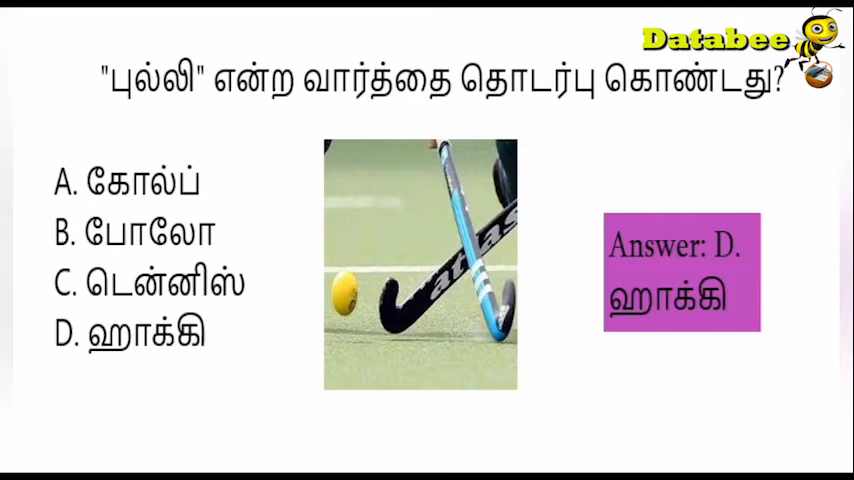 Databee
"புல்லி" என்ற வார்த்தை தொடர்பு கொண்டது?
A. கோல்ப்
B. போலோ
C. டென்னிஸ்
D. ஹாக்கி
atlas
Answer: D.
ஹாக்கி